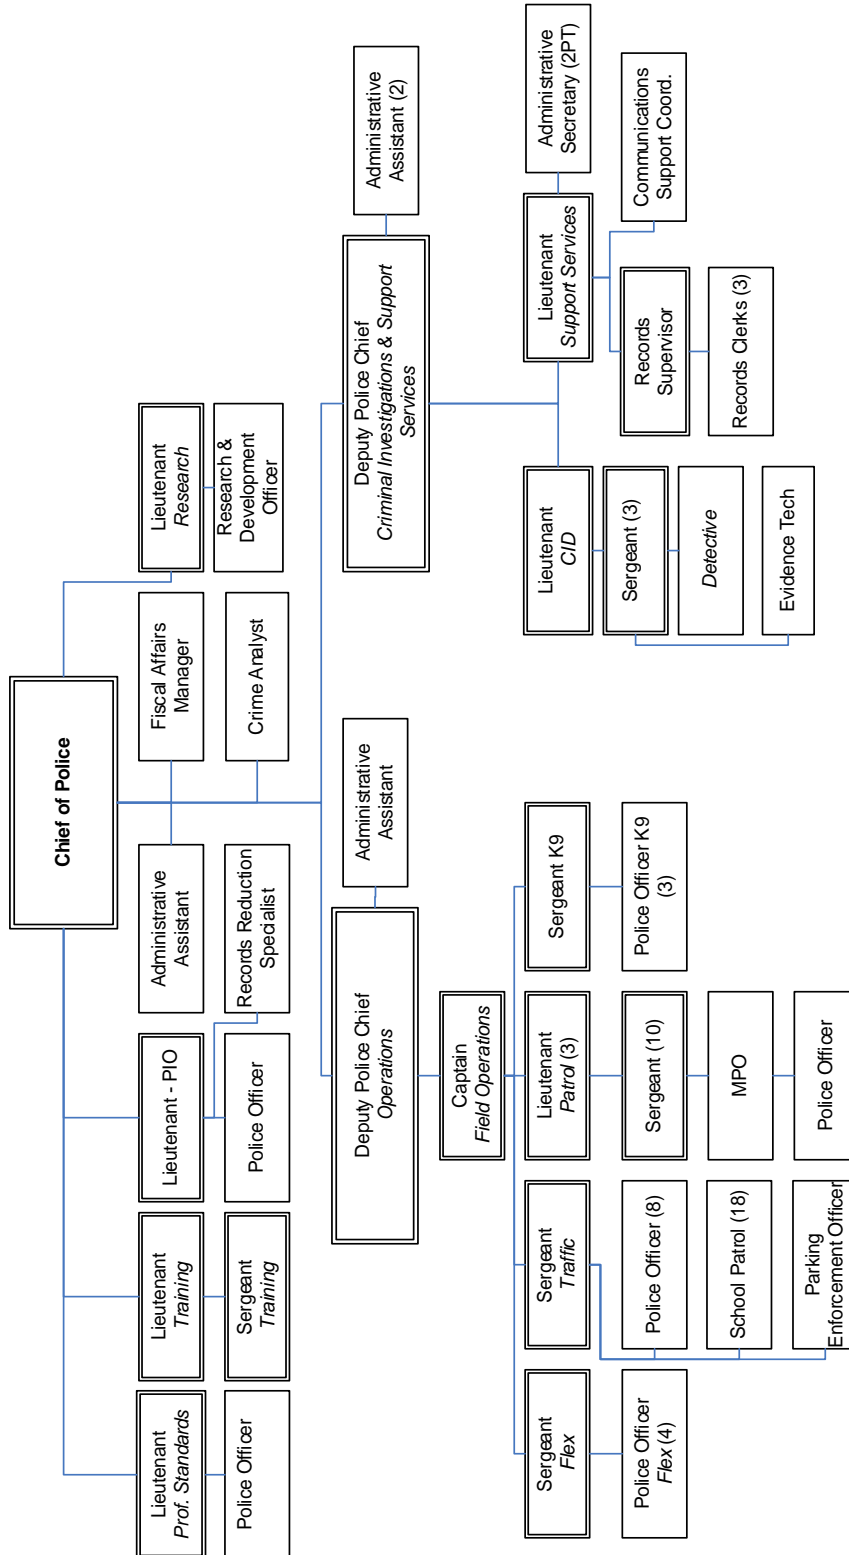 Chief of Police
Lieutenant
Prof. Standards
Police Officer
Lieutenant
Training
Sergeant
Training
Lieutenant - PIO
Police Officer
Records Reduction
Specialist
Administrative
Assistant
Fiscal Affairs
Manager
Crime Analyst
Lieutenant
Research
Research &
Development
Officer
Deputy Police Chief
Operations
Administrative
Assistant
Deputy Police Chief
Criminal Investigations & Support
Services
Administrative
Assistant (2)
Captain
Field Operations
Sergeant
Flex
Police Officer
Flex (4)
Sergeant
Traffic
Police Officer (8)
School Patrol (18)
Parking
Enforcement Officer
Lieutenant
Patrol (3)
Sergeant (10)
MPO
Police Officer
Sergeant K9
Police Officer K9
(3)
Lieutenant
CID
Sergeant (3)
Detective
Evidence Tech
Lieutenant
Support Services
Administrative
Secretary (2PT)
Records
Supervisor
Records Clerks (3)
Communications
Support Coord.